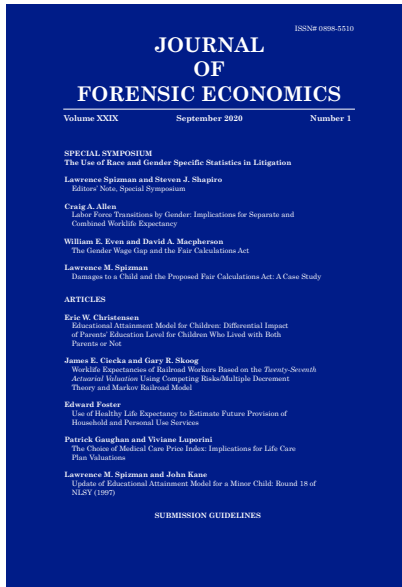 ISSN# 0898-5510
JOURNAL
OF
FORENSIC ECONOMICS
Volume XXIX September 2020 Number 1
SPECIAL SYMPOSIUM
The Use of Race and Gender Specific Statistics in Litigation
Lawrence Spizman and Steven J. Shapiro
Editors' Note, Special Symposium
Craig A. Allen
Labor Force Transitions by Gender: Implications for Separate and
Combined Worklife Expectancy
William E. Even and David A. Macpherson
The Gender Wage Gap and the Fair Calculations Act
Lawrence M. Spizman
Damages to a Child and the Proposed Fair Calculations Act: A Case Study
ARTICLES
Eric W. Christensen
Educational Attainment Model for Children: Differential Impact
of Parents' Education Level for Children Who Lived with Both
Parents or Not
James E. Ciecka and Gary R. Skoog
Worklife Expectancies of Railroad Workers Based on the Twenty-Seventh
Actuarial Valuation Using Competing Risks/Multiple Decrement
Theory and Markov Railroad Model
Edward Foster
Use of Healthy Life Expectancy to Estimate Future Provision of
Household and Personal Use Services
Patrick Gaughan and Viviane Luporini
The Choice of Medical Care Price Index: Implications for Life Care
Plan Valuations
Lawrence M. Spizman and John Kane
Update of Educational Attainment Model for a Minor Child: Round 18 of
NLSY (1997)
SUBMISSION GUIDELINES